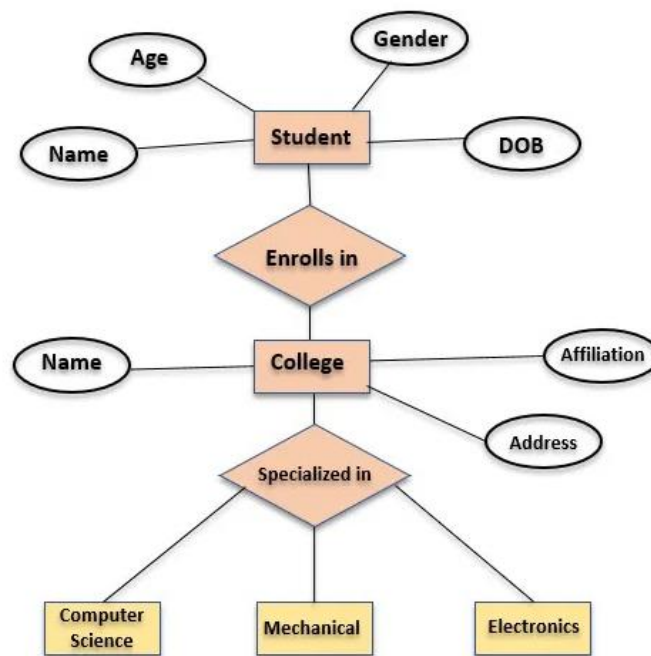 Gender
Age
Student
Name
DOB
Enrolls in
Name
College
Affiliation
Address
Specialized in
Computer
Science
Mechanical
Electronics